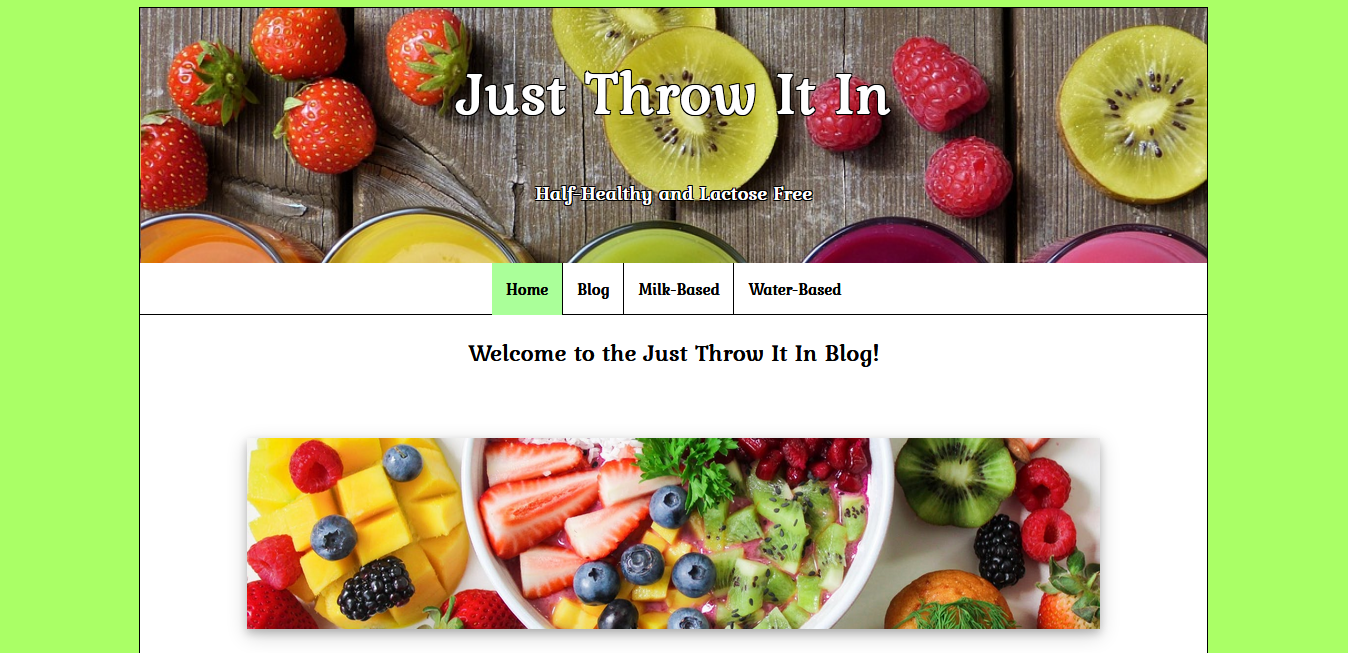 Just Throw It In
Half-Healthy and Lactose Free
Home Blog Milk-Based Water-Based
Welcome to the Just Throw It In Blog!